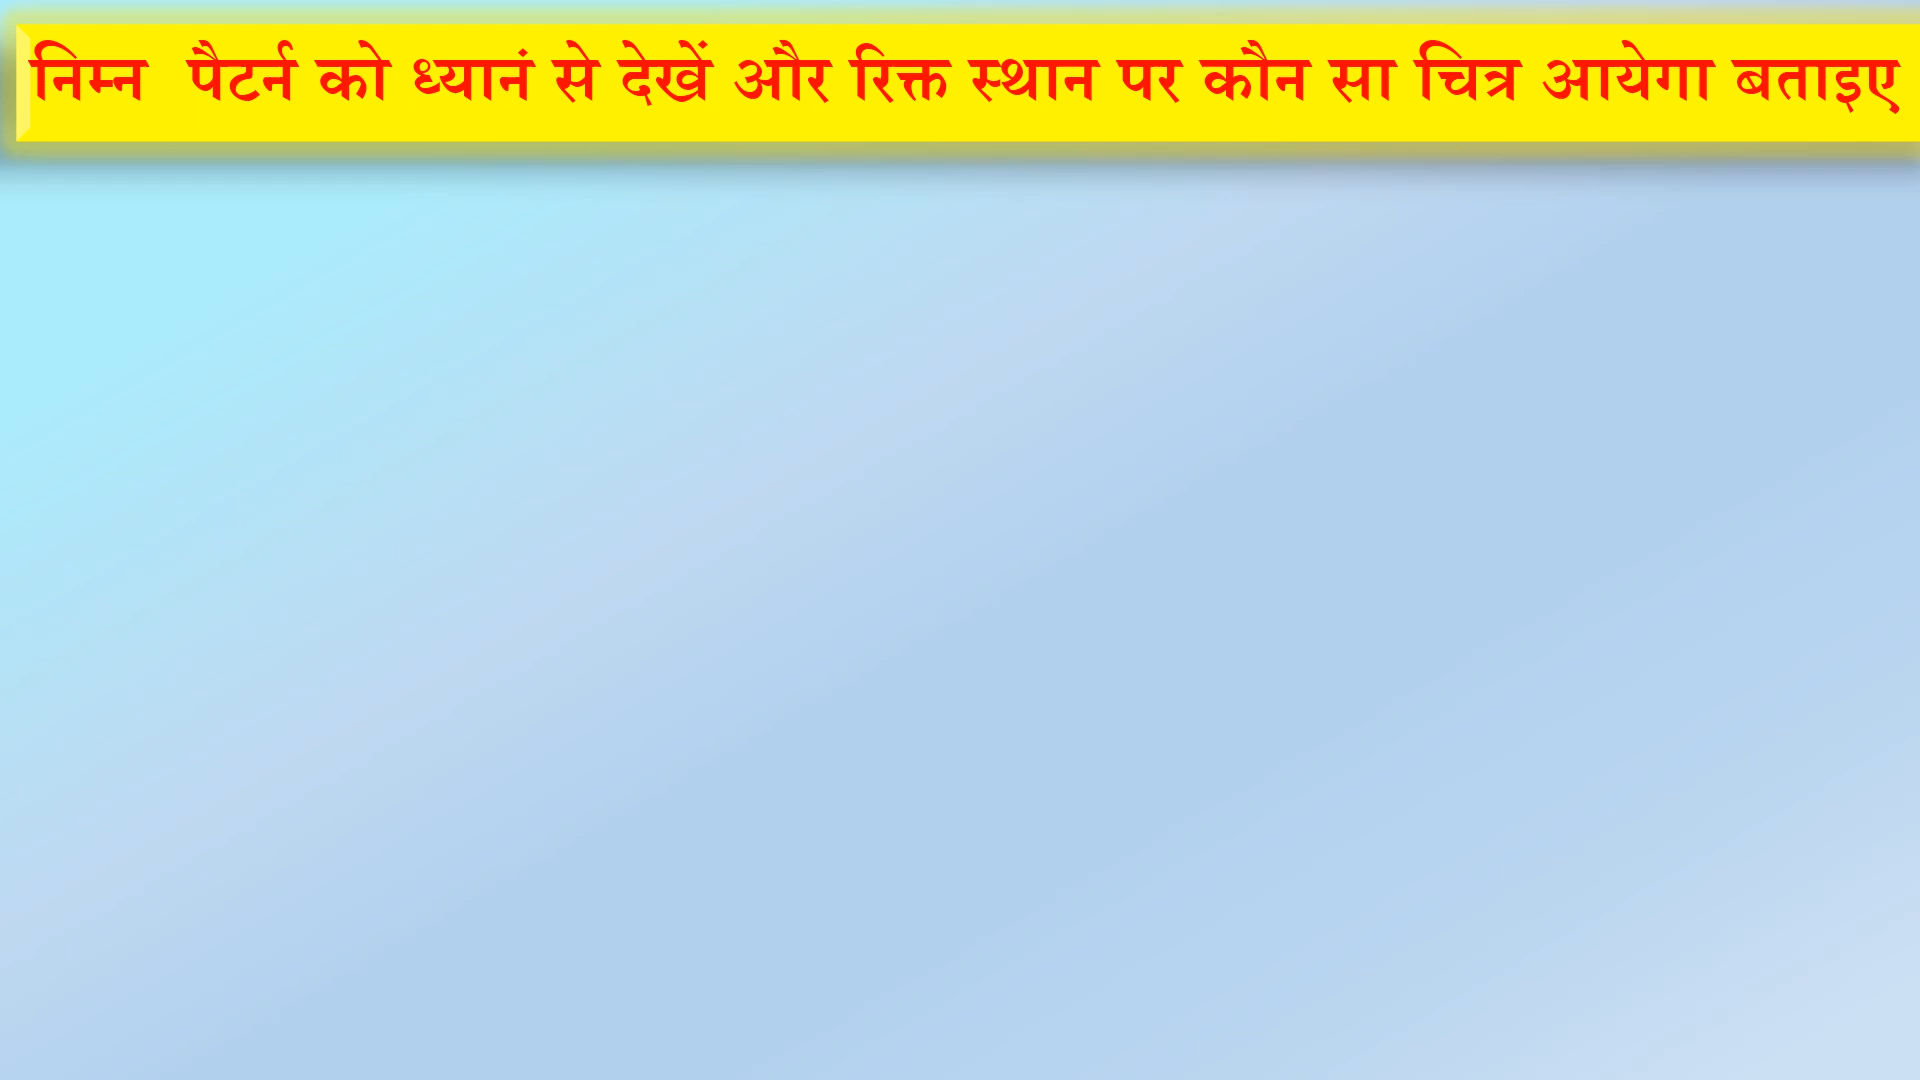 निम्न पैटर्न को ध्यानं से देखें और रिक्त स्थान पर कौन सा चित्र आयेगा बताइए